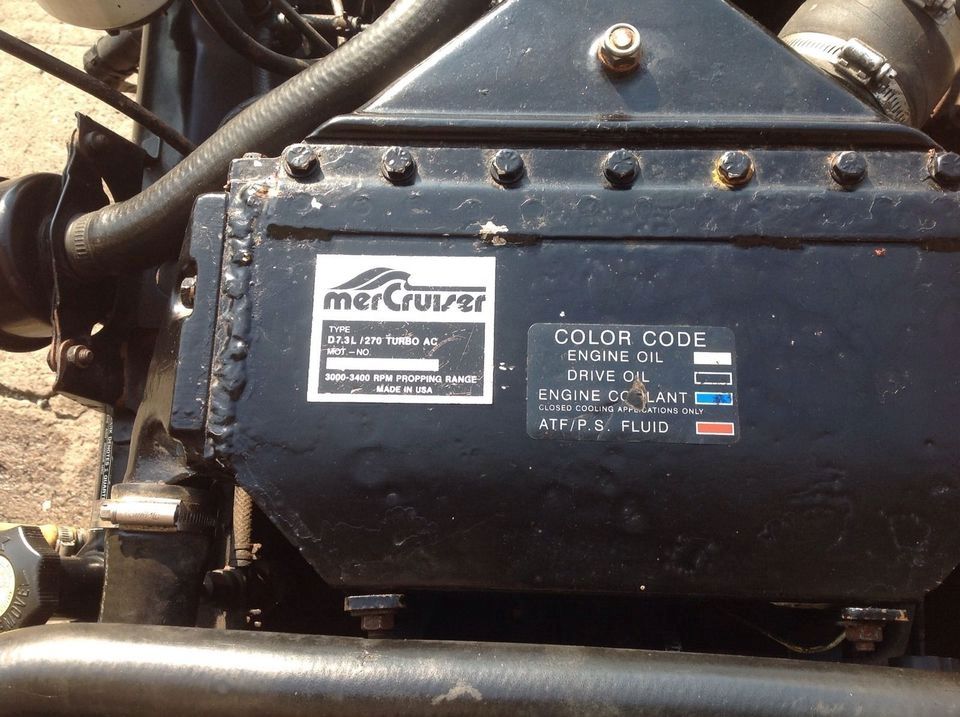 merCruiser
TYPE
D7.3L/270 TURBO AC
MOT-NO
3000-3400 RPM PROPPING RANGE
MADE IN USA
COLOR CODE
ENGINE OIL
DRIVE OIL
ENGINE COOLANT
CLOSED COOLING APPLICATIONS ONLY
ATF/P.S. FLUID